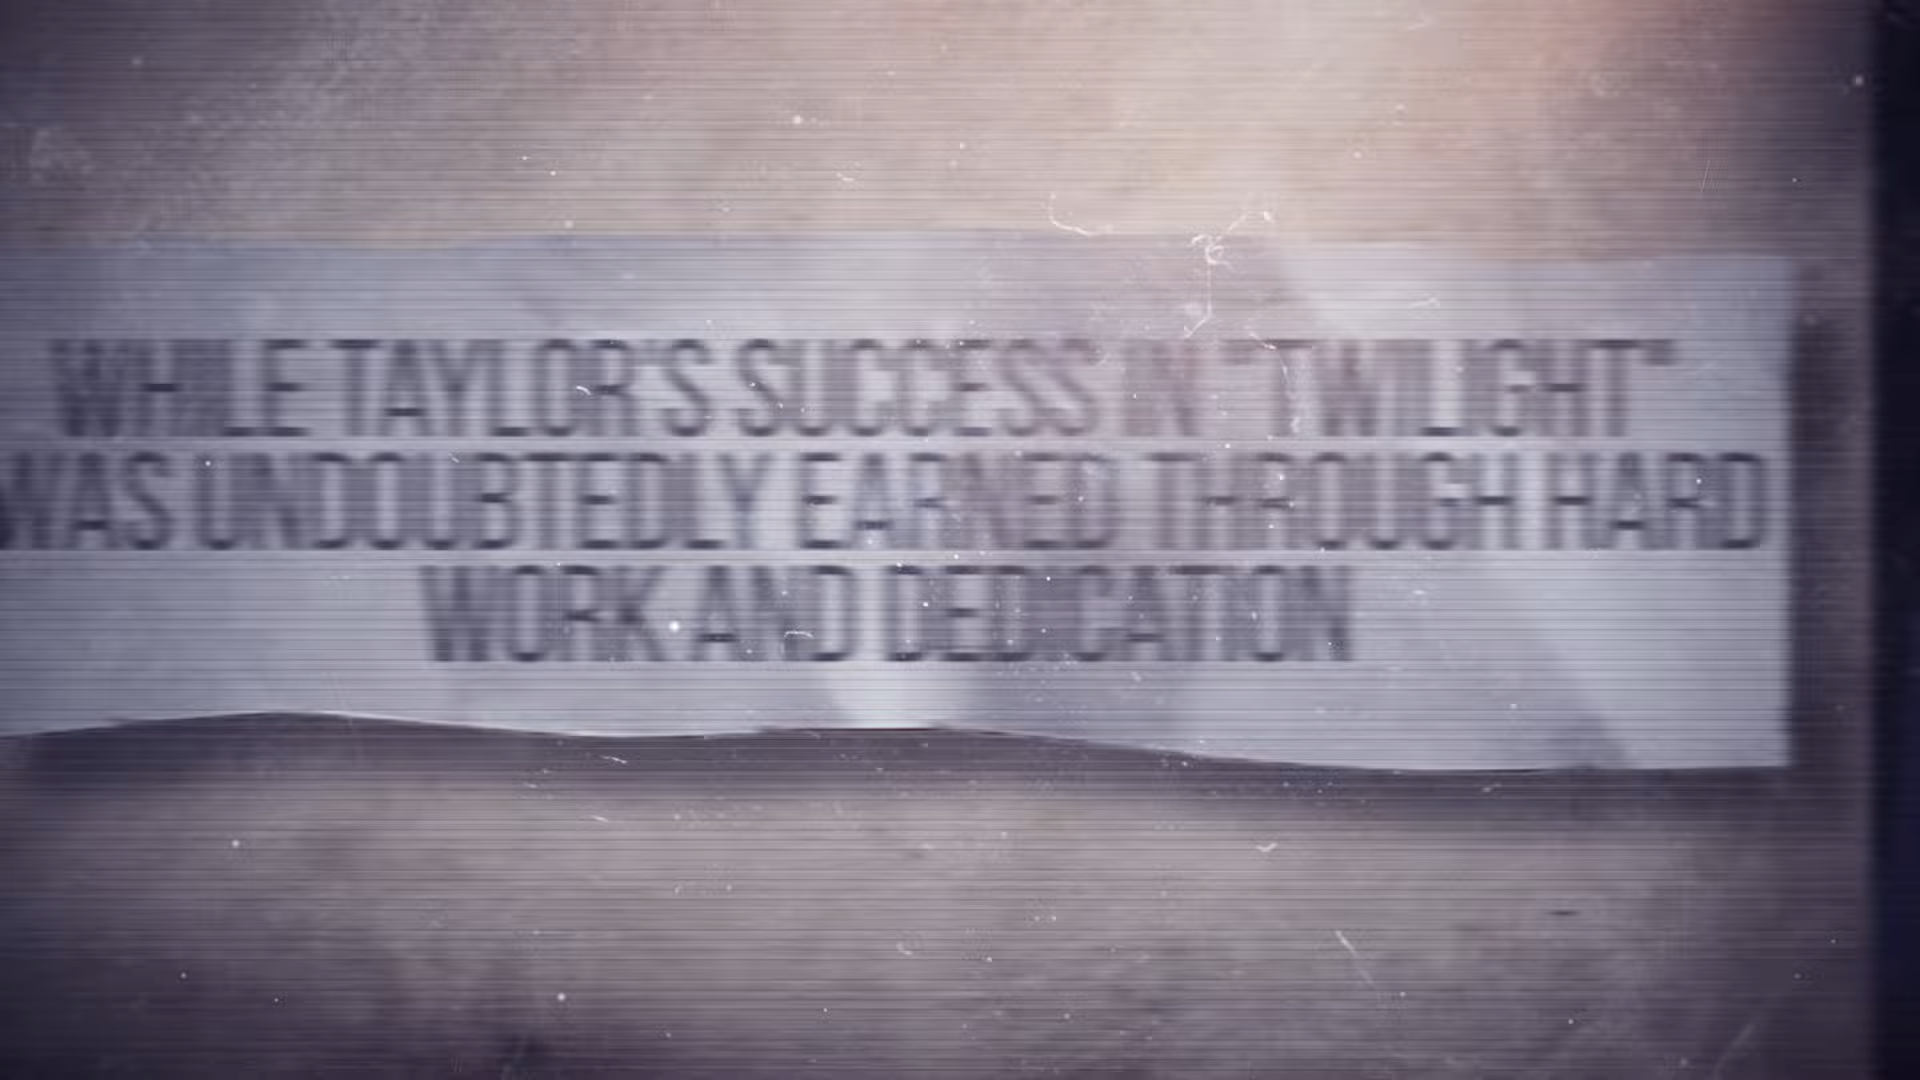 WHILE TAYLOR'S SUCCESS IN "TWILIGHT"
WAS UNDOUBTEDLY EARNED THROUGH HARD
WORK AND DEDICATION